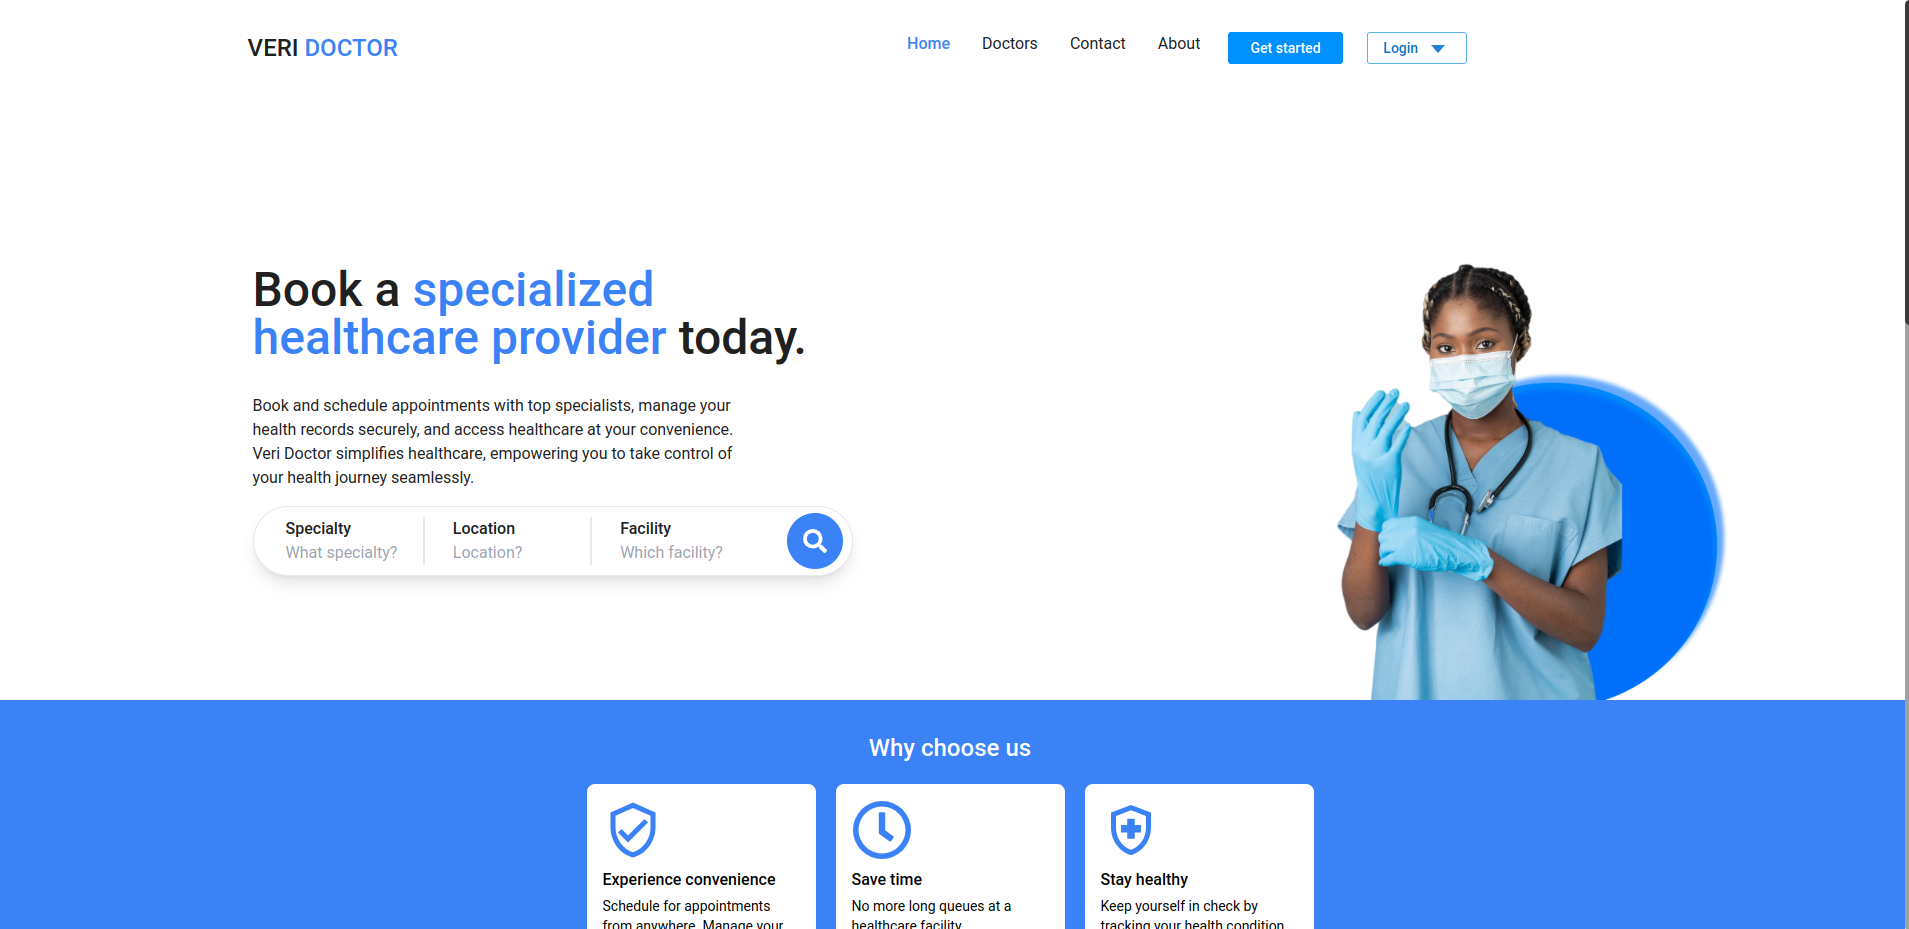 VERI DOCTOR
Home Doctors Contact About Get started Login
Book a specialized
healthcare provider today.
Book and schedule appointments with top specialists, manage your
health records securely, and access healthcare at your convenience.
Veri Doctor simplifies healthcare, empowering you to take control of
your health journey seamlessly.
Specialty Location Facility
What specialty? Location? Which facility?
Why choose us
Experience convenience
Schedule for appointments
from anywhere. Manage your
Save time
No more long queues at a
healthcare facility
Stay healthy
Keep yourself in check by
tracking your health condition